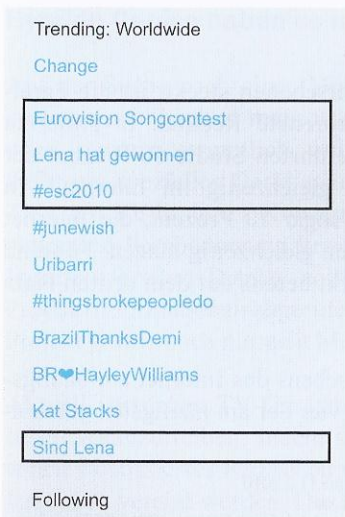 Trending: Worldwide
Change
Eurovision Songcontest
Lena hat gewonnen
#esc2010
#junewish
Uribarri
#thingsbrokepeopledo
BrazilThanksDemi
BR❤HayleyWilliams
Kat Stacks
Sind Lena
Following